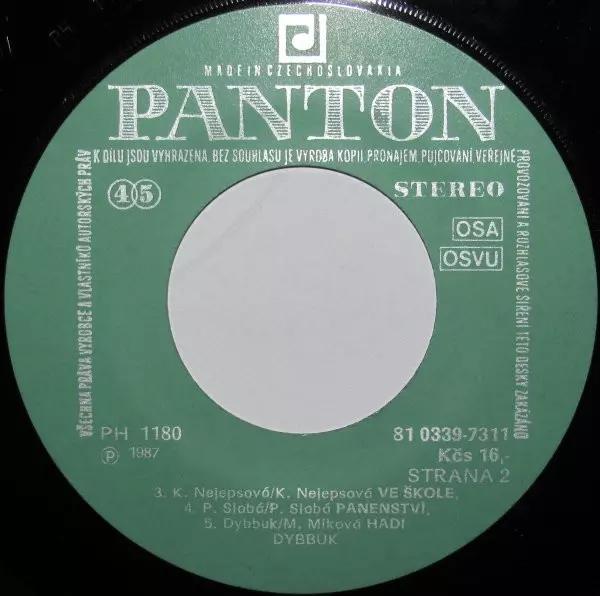 MADE IN CZECHOSLOVAKIA
PANTON
VŠECHNA PRÁVA VÝROBCE A VLASTNÍKŮ AUTORSKÝCH PRÁV
K DÍLU JSOU VYHRAZENA. BEZ SOUHLASU JE VÝROBA KOPIÍ, PRONÁJEM, PŮJČOVÁNÍ, VEŘEJNÉ
PROVOZOVÁNÍ A ROZHLASOVÉ ŠÍŘENÍ TÉTO DESKY ZAKÁZÁNO
45
STEREO
OSA
OSVU
PH 1180
81 0339-7311
Ⓟ 1987
Kčs 16,-
STRANA 2
3. K. Nejepsová/K. Nejepsová VE ŠKOLE,
4. P. Slabá/P. Slabá PANENSTVÍ,
5. Dybbuk/M. Míková HADI
DYBBUK